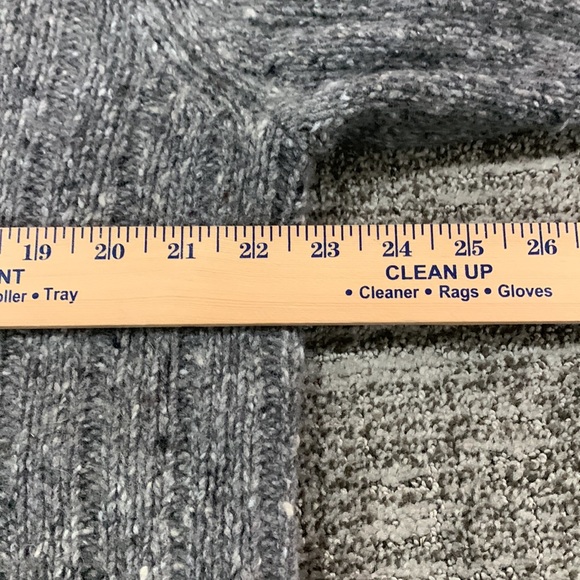 19 20 21 22 23 24 25 26
NT CLEAN UP
oller • Tray • Cleaner • Rags • Gloves